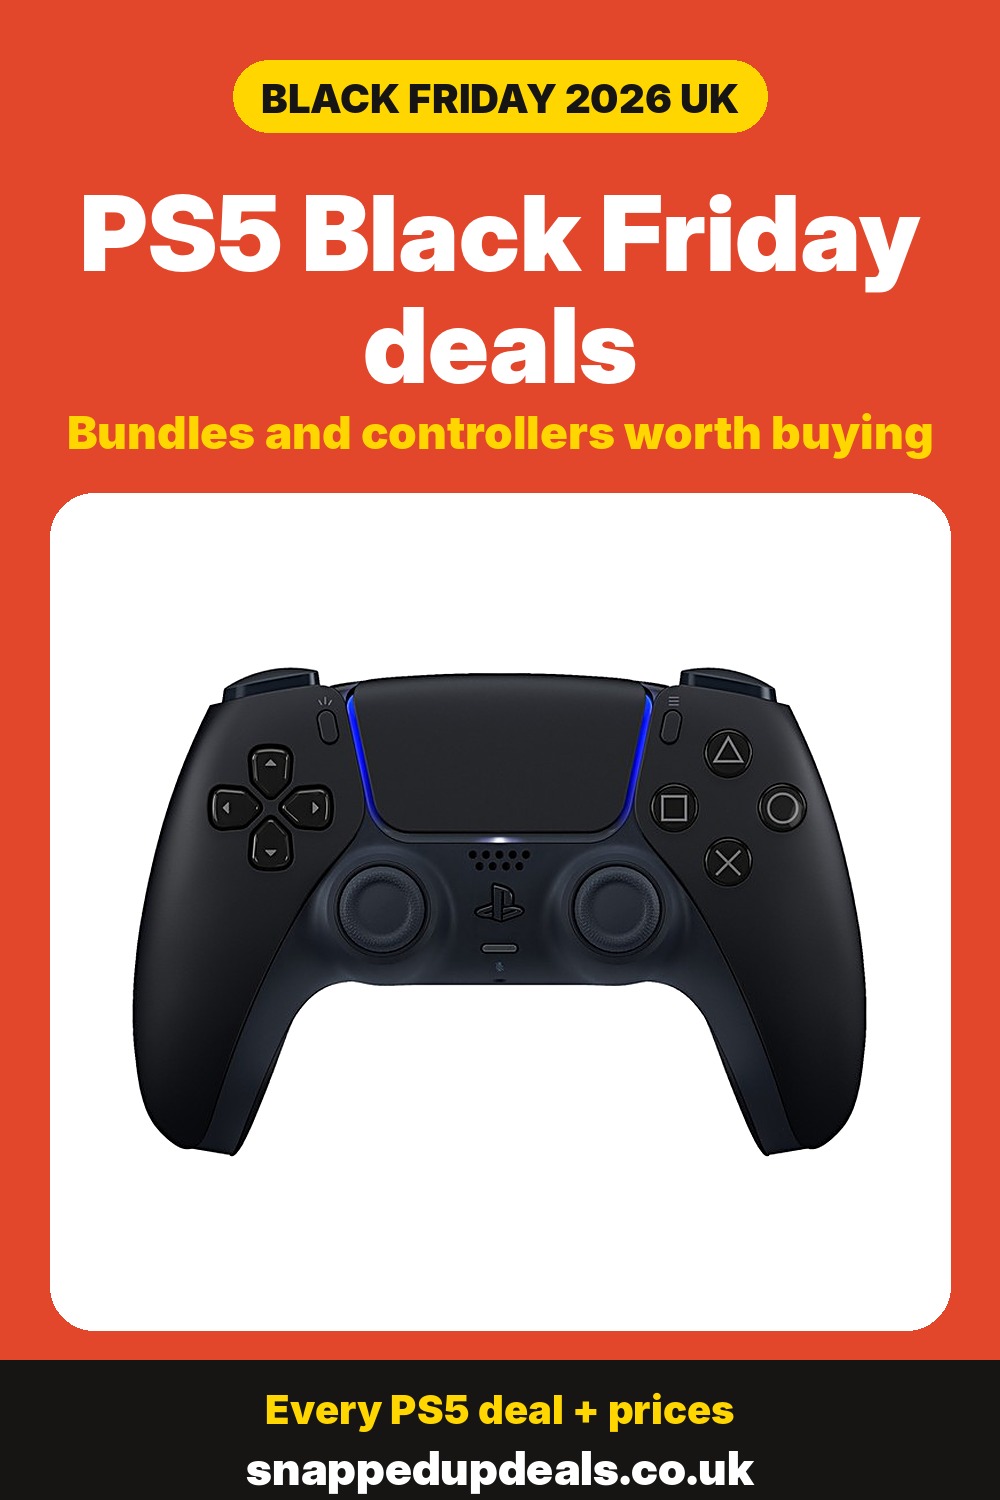 BLACK FRIDAY 2026 UK
PS5 Black Friday
deals
Bundles and controllers worth buying
Every PS5 deal + prices
snappedupdeals.co.uk